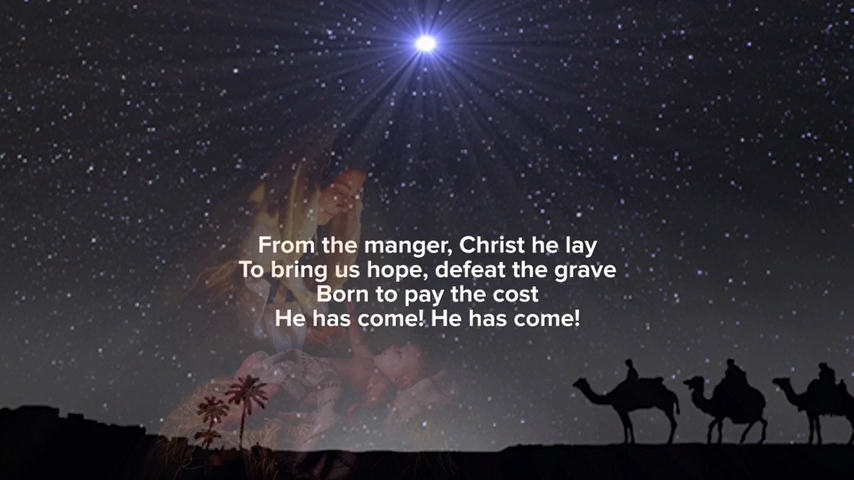 From the manger, Christ he lay
To bring us hope, defeat the grave
Born to pay the cost
He has come! He has come!